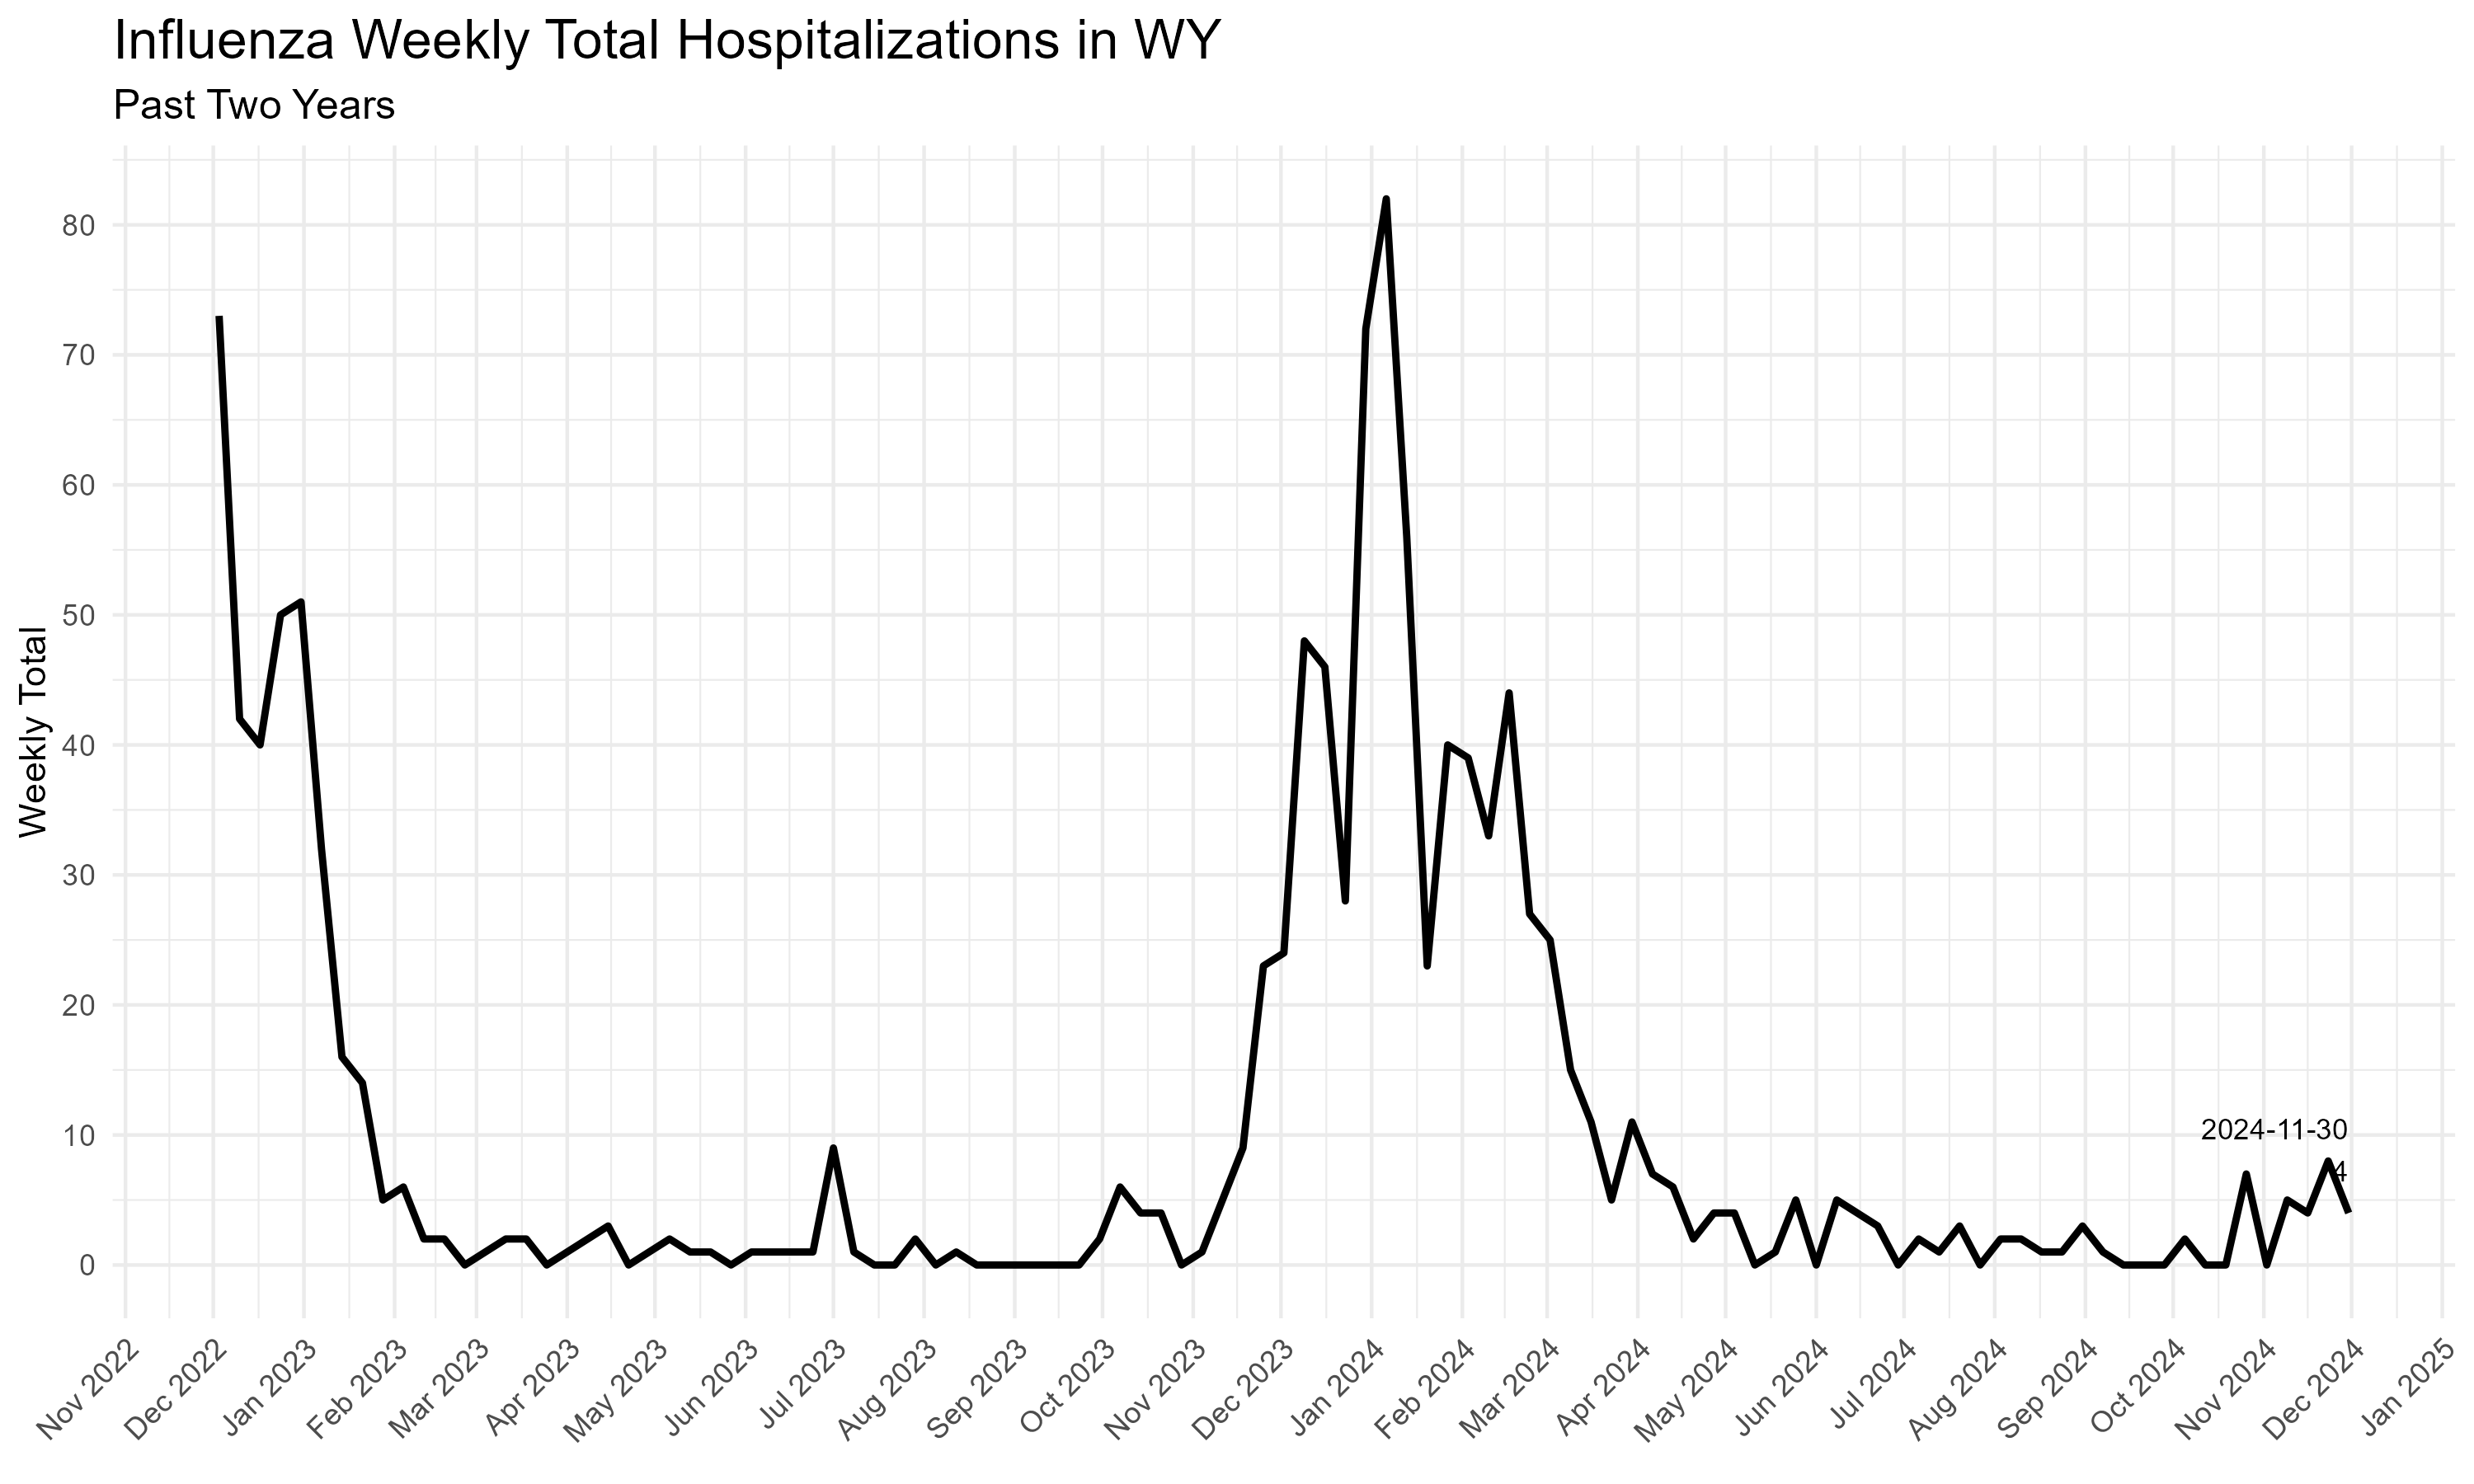 Influenza Weekly Total Hospitalizations in WY
Past Two Years
Weekly Total
80
70
60
50
40
30
20
10
0
2024-11-30
4
Nov 2022
Dec 2022
Jan 2023
Feb 2023
Mar 2023
Apr 2023
May 2023
Jun 2023
Jul 2023
Aug 2023
Sep 2023
Oct 2023
Nov 2023
Dec 2023
Jan 2024
Feb 2024
Mar 2024
Apr 2024
May 2024
Jun 2024
Jul 2024
Aug 2024
Sep 2024
Oct 2024
Nov 2024
Dec 2024
Jan 2025